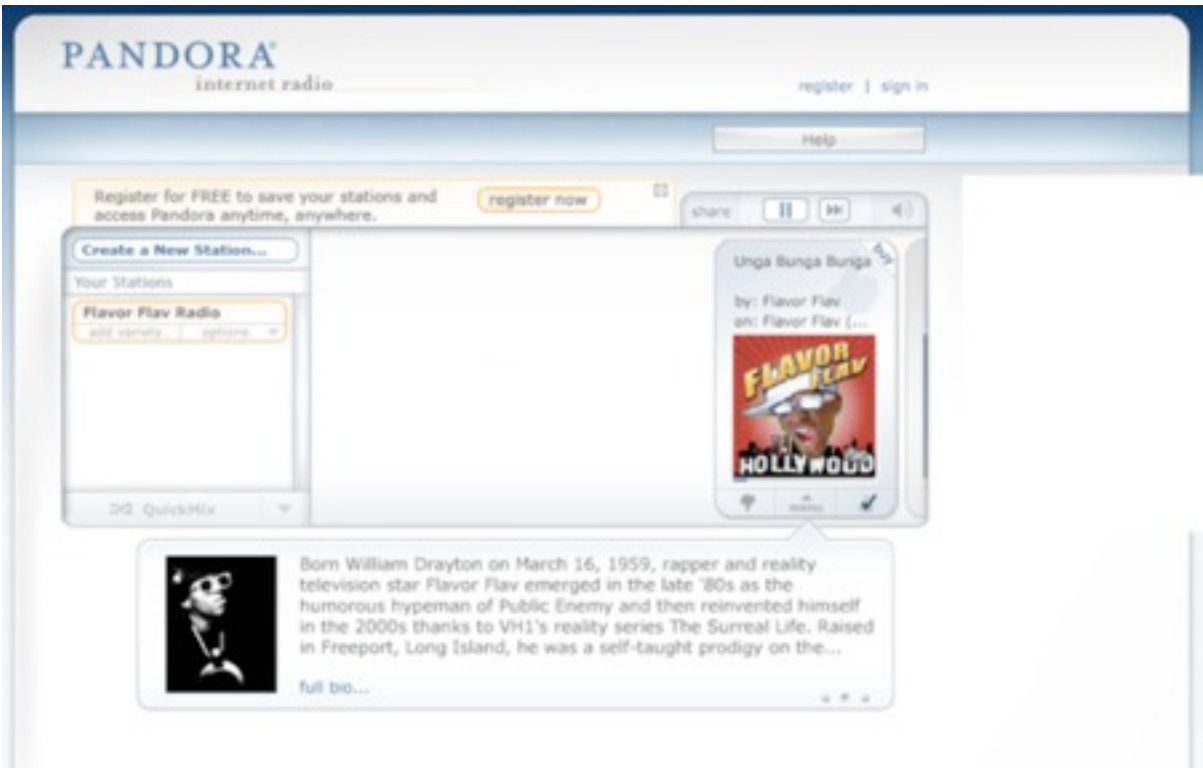 PANDORA®
internet radio
register | sign in
Help
Register for FREE to save your stations and
access Pandora anytime, anywhere.
register now
share
Create a New Station...
Your Stations
Flavor Flav Radio
add variety... options
QuickMix
Unga Bunga Bunga
buy
by: Flavor Flav
on: Flavor Flav (...
FLAVOR
FLAV
HOLLYWOOD
menu
Born William Drayton on March 16, 1959, rapper and reality
television star Flavor Flav emerged in the late '80s as the
humorous hypeman of Public Enemy and then reinvented himself
in the 2000s thanks to VH1's reality series The Surreal Life. Raised
in Freeport, Long Island, he was a self-taught prodigy on the...
full bio...